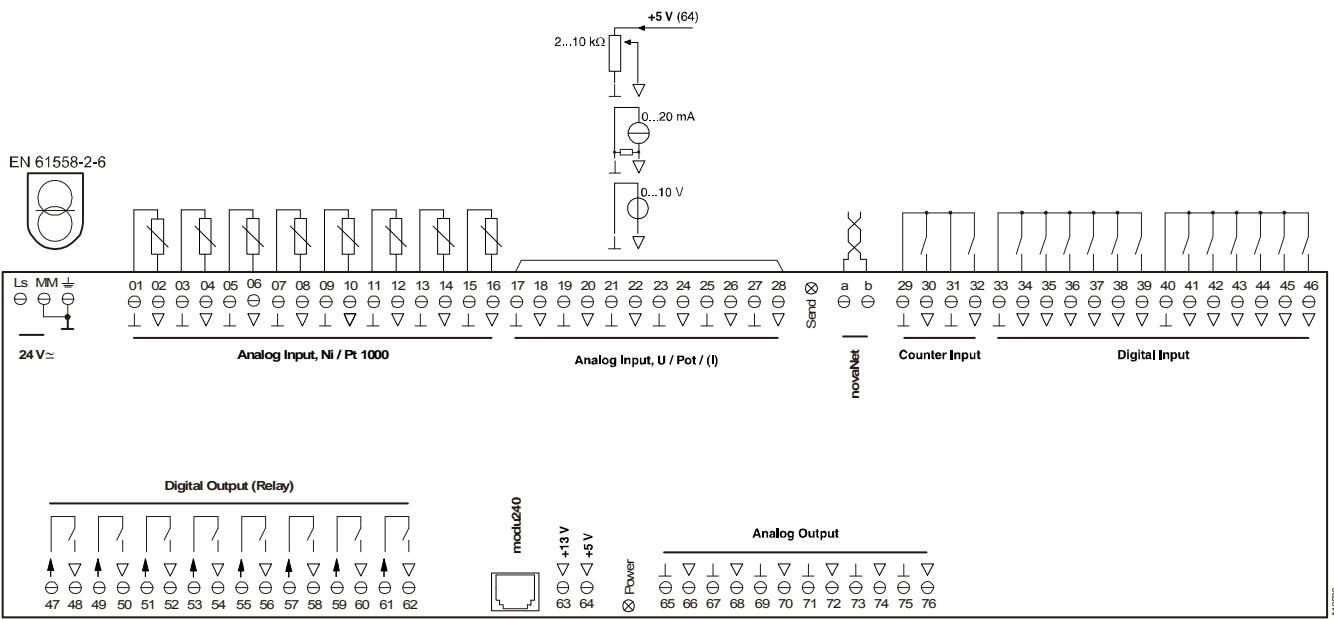 +5 V (64)
2...10 kΩ
0...20 mA
EN 61558-2-6
0...10 V
Ls MM
01 02 03 04 05 06 07 08 09 10 11 12 13 14 15 16 17 18 19 20 21 22 23 24 25 26 27 28 Send a b 29 30 31 32 33 34 35 36 37 38 39 40 41 42 43 44 45 46
24 V≃
Analog Input, Ni / Pt 1000
Analog Input, U / Pot / (I)
novaNet
Counter Input
Digital Input
Digital Output (Relay)
modu240
+13 V
+5 V
Power
Analog Output
47 48 49 50 51 52 53 54 55 56 57 58 59 60 61 62 63 64 65 66 67 68 69 70 71 72 73 74 75 76